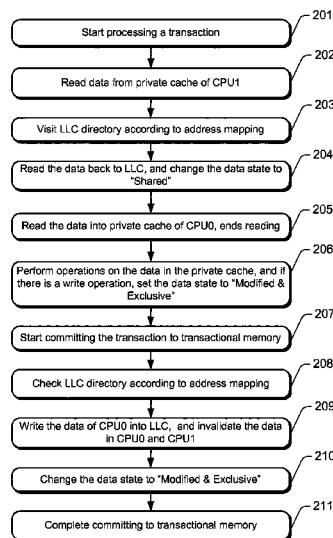 201
Start processing a transaction
202
Read data from private cache of CPU1
203
Visit LLC directory according to address mapping
204
Read the data back to LLC, and change the data state to
"Shared"
205
Read the data into private cache of CPU0, ends reading
206
Perform operations on the data in the private cache, and if
there is a write operation, set the data state to "Modified &
Exclusive"
207
Start committing the transaction to transactional memory
208
Check LLC directory according to address mapping
209
Write the data of CPU0 into LLC, and invalidate the data
in CPU0 and CPU1
210
Change the data state to "Modified & Exclusive"
211
Complete committing to transactional memory